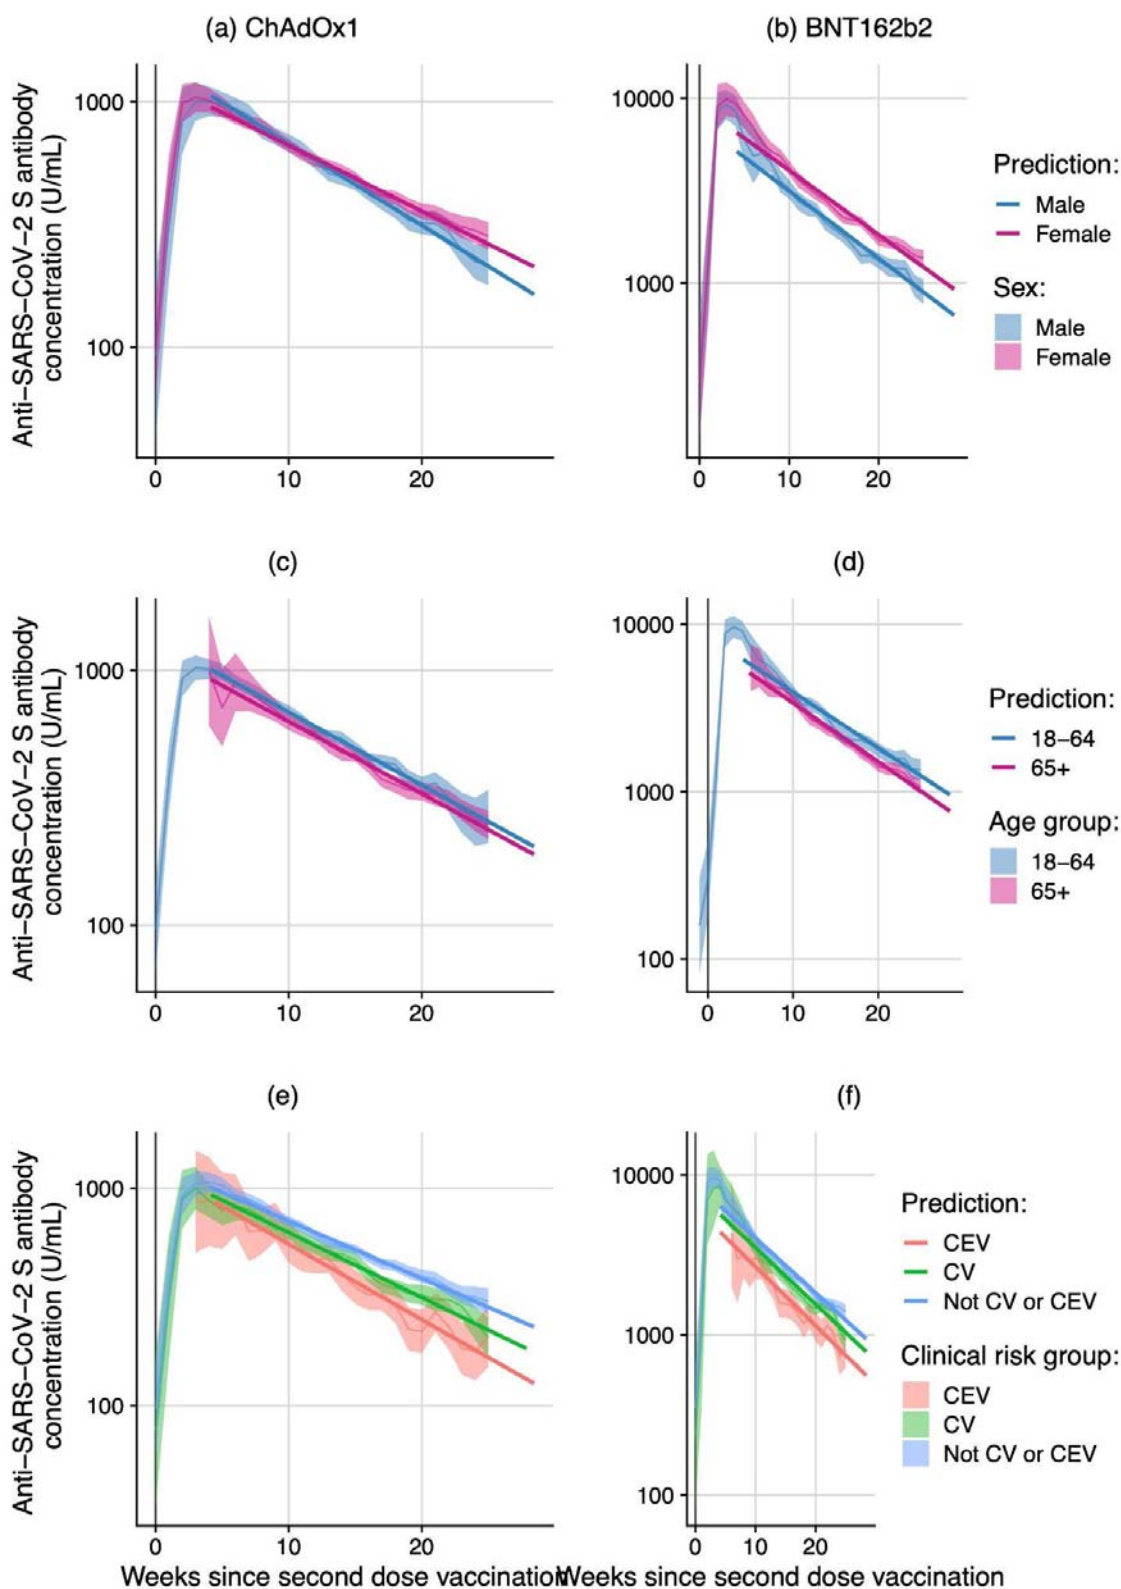 (a) ChAdOx1
(b) BNT162b2
Anti−SARS−CoV−2 S antibody
concentration (U/mL)
1000
100
0 10 20
10000
1000
0 10 20
Prediction:
Male
Female
Sex:
Male
Female
(c)
(d)
Anti−SARS−CoV−2 S antibody
concentration (U/mL)
1000
100
0 10 20
10000
1000
100
0 10 20
Prediction:
18−64
65+
Age group:
18−64
65+
(e)
(f)
Anti−SARS−CoV−2 S antibody
concentration (U/mL)
1000
100
0 10 20
Weeks since second dose vaccination
10000
1000
100
0 10 20
Weeks since second dose vaccination
Prediction:
CEV
CV
Not CV or CEV
Clinical risk group:
CEV
CV
Not CV or CEV